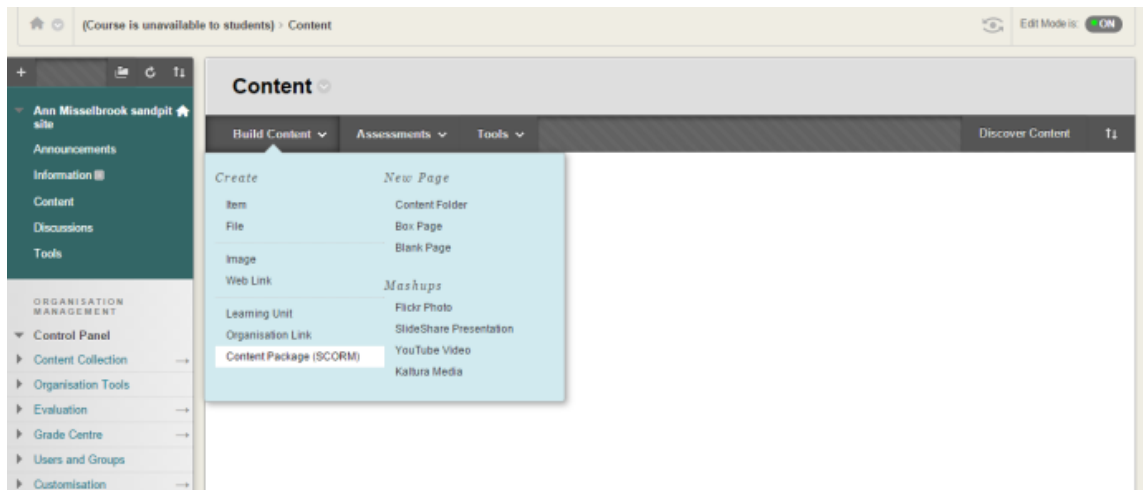 (Course is unavailable to students) > Content
Edit Mode is: ON
Ann Misselbrook sandpit
site
Announcements
Information
Content
Discussions
Tools
ORGANISATION
MANAGEMENT
Control Panel
Content Collection
Organisation Tools
Evaluation
Grade Centre
Users and Groups
Customisation
Content
Build Content
Assessments
Tools
Discover Content
Create
Item
File
Image
Web Link
Learning Unit
Organisation Link
Content Package (SCORM)
New Page
Content Folder
Box Page
Blank Page
Mashups
Flickr Photo
SlideShare Presentation
YouTube Video
Kaltura Media